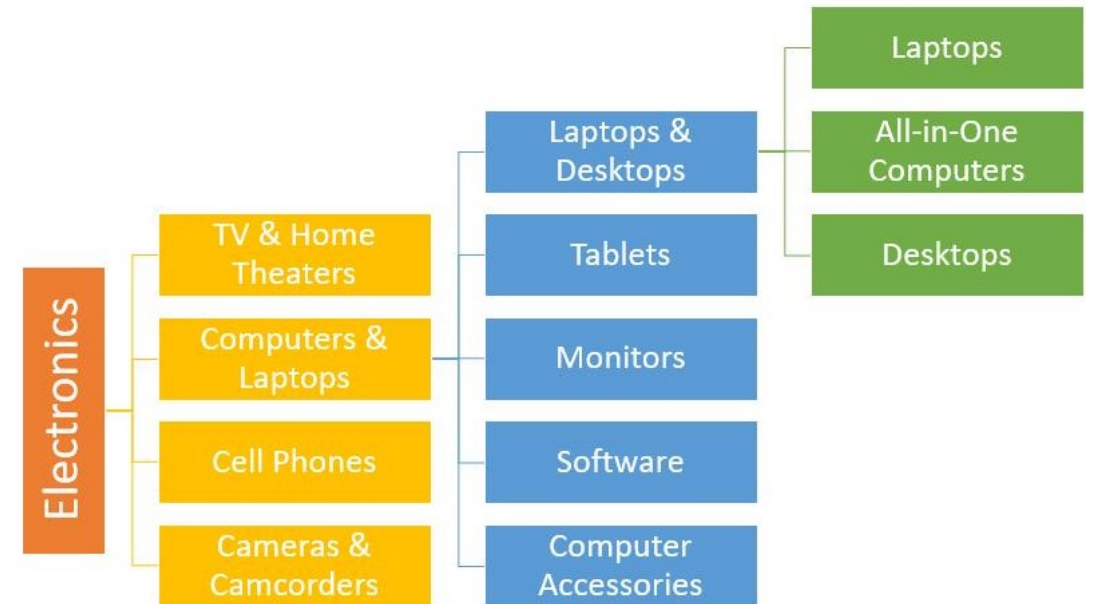 Electronics
TV & Home
Theaters
Computers &
Laptops
Cell Phones
Cameras &
Camcorders
Laptops &
Desktops
Tablets
Monitors
Software
Computer
Accessories
Laptops
All-in-One
Computers
Desktops